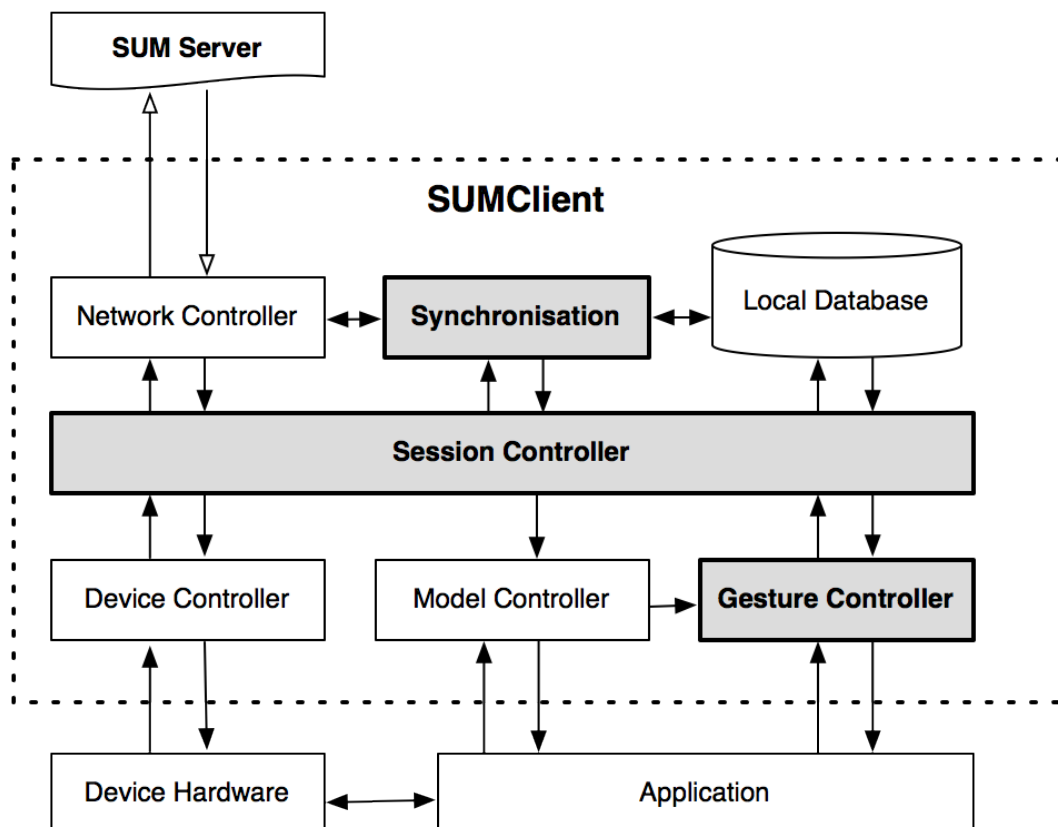 SUM Server
SUMClient
Network Controller
Synchronisation
Local Database
Session Controller
Device Controller
Model Controller
Gesture Controller
Device Hardware
Application